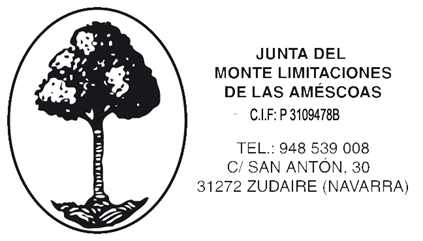 JUNTA DEL
MONTE LIMITACIONES
DE LAS AMÉSCOAS
C.I.F: P 3109478B
TEL.: 948 539 008
C/ SAN ANTÓN, 30
31272 ZUDAIRE (NAVARRA)